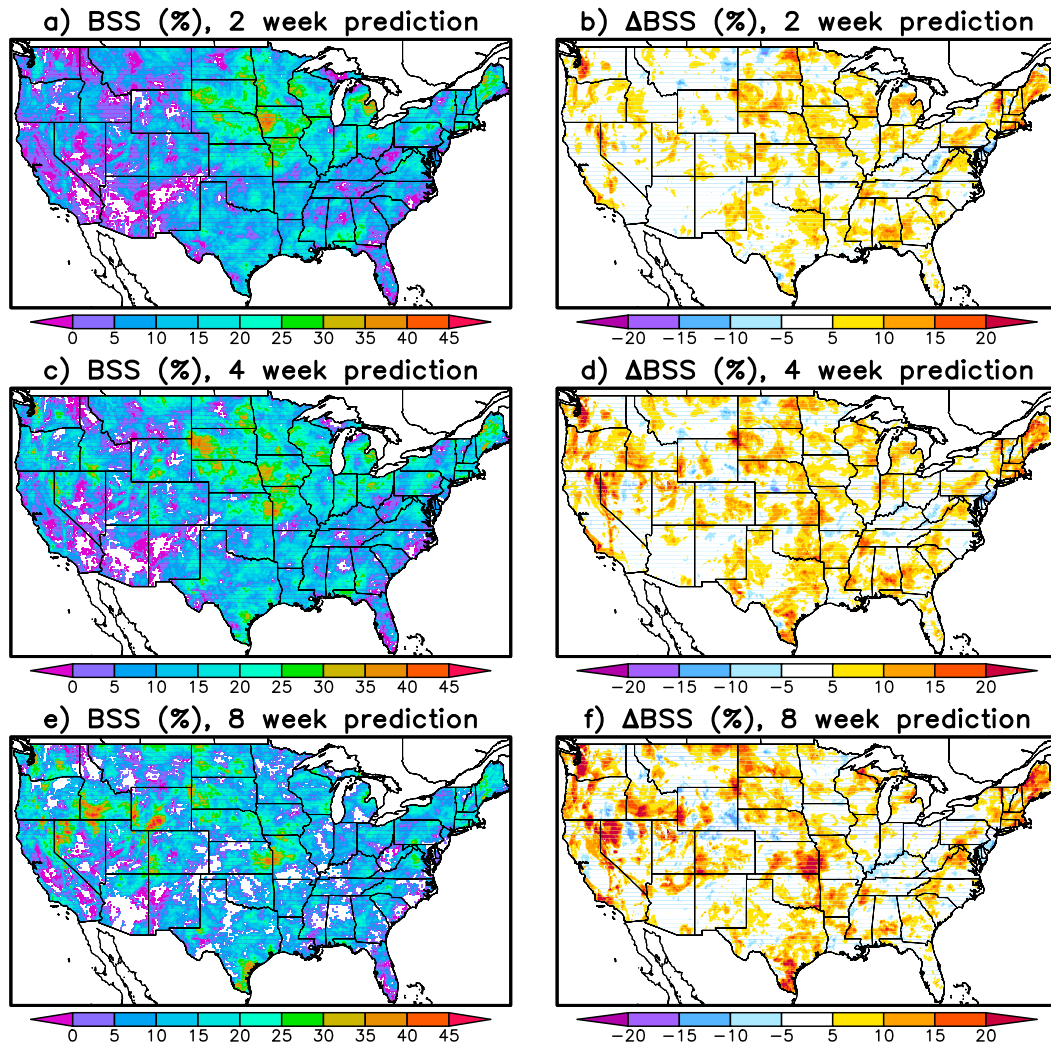 a) BSS (%), 2 week prediction
b) ΔBSS (%), 2 week prediction
0 5 10 15 20 25 30 35 40 45
−20 −15 −10 −5 5 10 15 20
c) BSS (%), 4 week prediction
d) ΔBSS (%), 4 week prediction
0 5 10 15 20 25 30 35 40 45
−20 −15 −10 −5 5 10 15 20
e) BSS (%), 8 week prediction
f) ΔBSS (%), 8 week prediction
0 5 10 15 20 25 30 35 40 45
−20 −15 −10 −5 5 10 15 20